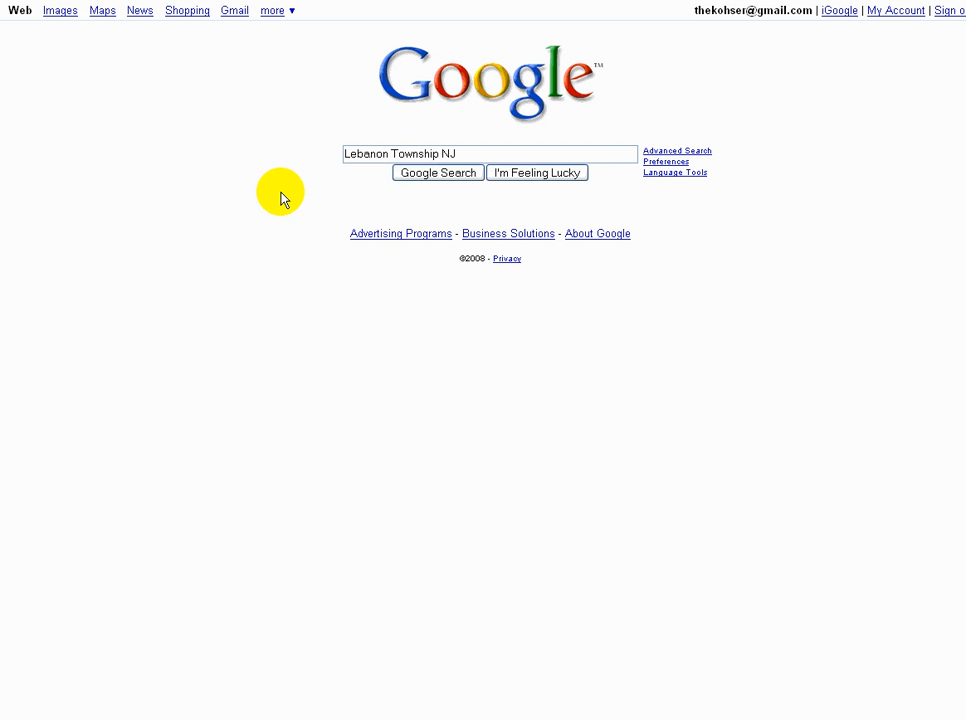 Web Images Maps News Shopping Gmail more ▼ thekohser@gmail.com | iGoogle | My Account | Sign o
Google™
Lebanon Township NJ
Advanced Search
Preferences
Language Tools
Google Search I'm Feeling Lucky
Advertising Programs - Business Solutions - About Google
©2008 - Privacy